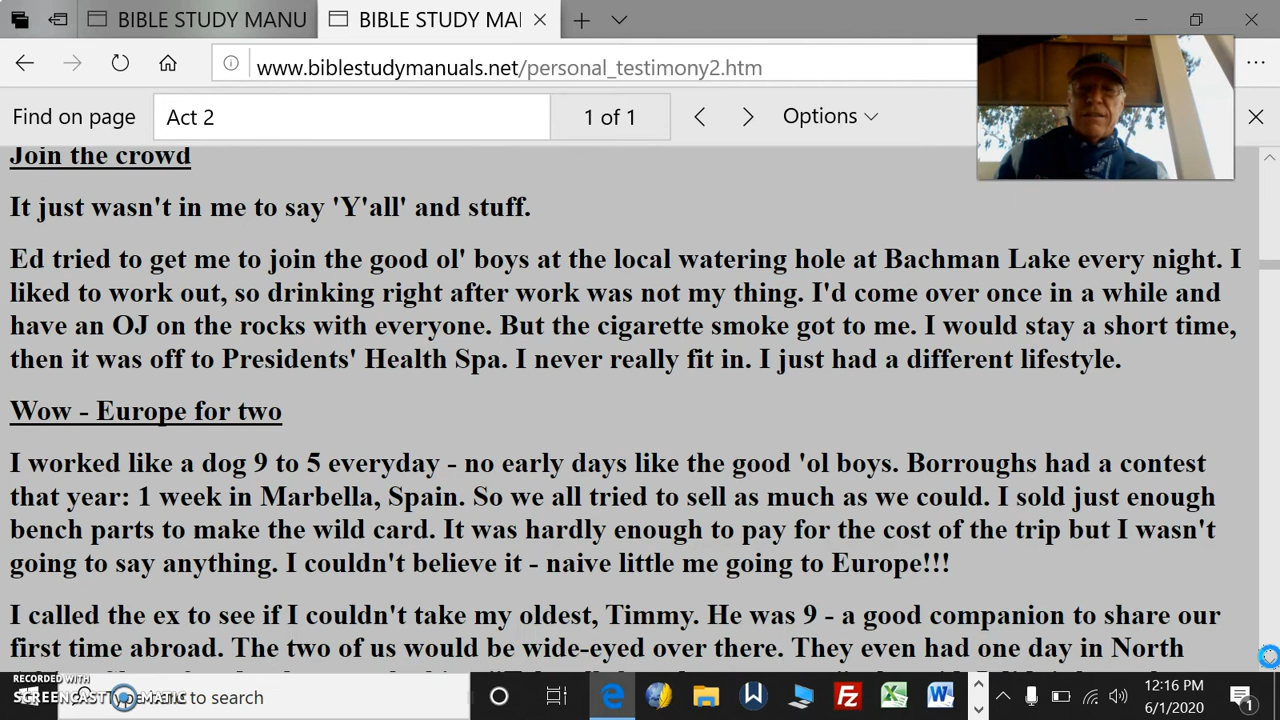 BIBLE STUDY MANU
BIBLE STUDY MAI
www.biblestudymanuals.net/personal_testimony2.htm
Find on page
Act 2
1 of 1
Options
Join the crowd
It just wasn't in me to say 'Y'all' and stuff.
Ed tried to get me to join the good ol' boys at the local watering hole at Bachman Lake every night. I
liked to work out, so drinking right after work was not my thing. I'd come over once in a while and
have an OJ on the rocks with everyone. But the cigarette smoke got to me. I would stay a short time,
then it was off to Presidents' Health Spa. I never really fit in. I just had a different lifestyle.
Wow - Europe for two
I worked like a dog 9 to 5 everyday - no early days like the good 'ol boys. Borroughs had a contest
that year: 1 week in Marbella, Spain. So we all tried to sell as much as we could. I sold just enough
bench parts to make the wild card. It was hardly enough to pay for the cost of the trip but I wasn't
going to say anything. I couldn't believe it - naive little me going to Europe!!!
I called the ex to see if I couldn't take my oldest, Timmy. He was 9 - a good companion to share our
first time abroad. The two of us would be wide-eyed over there. They even had one day in North
RECORDED WITH
SCREENCAST MATIC
Type here to search
12:16 PM
6/1/2020
1